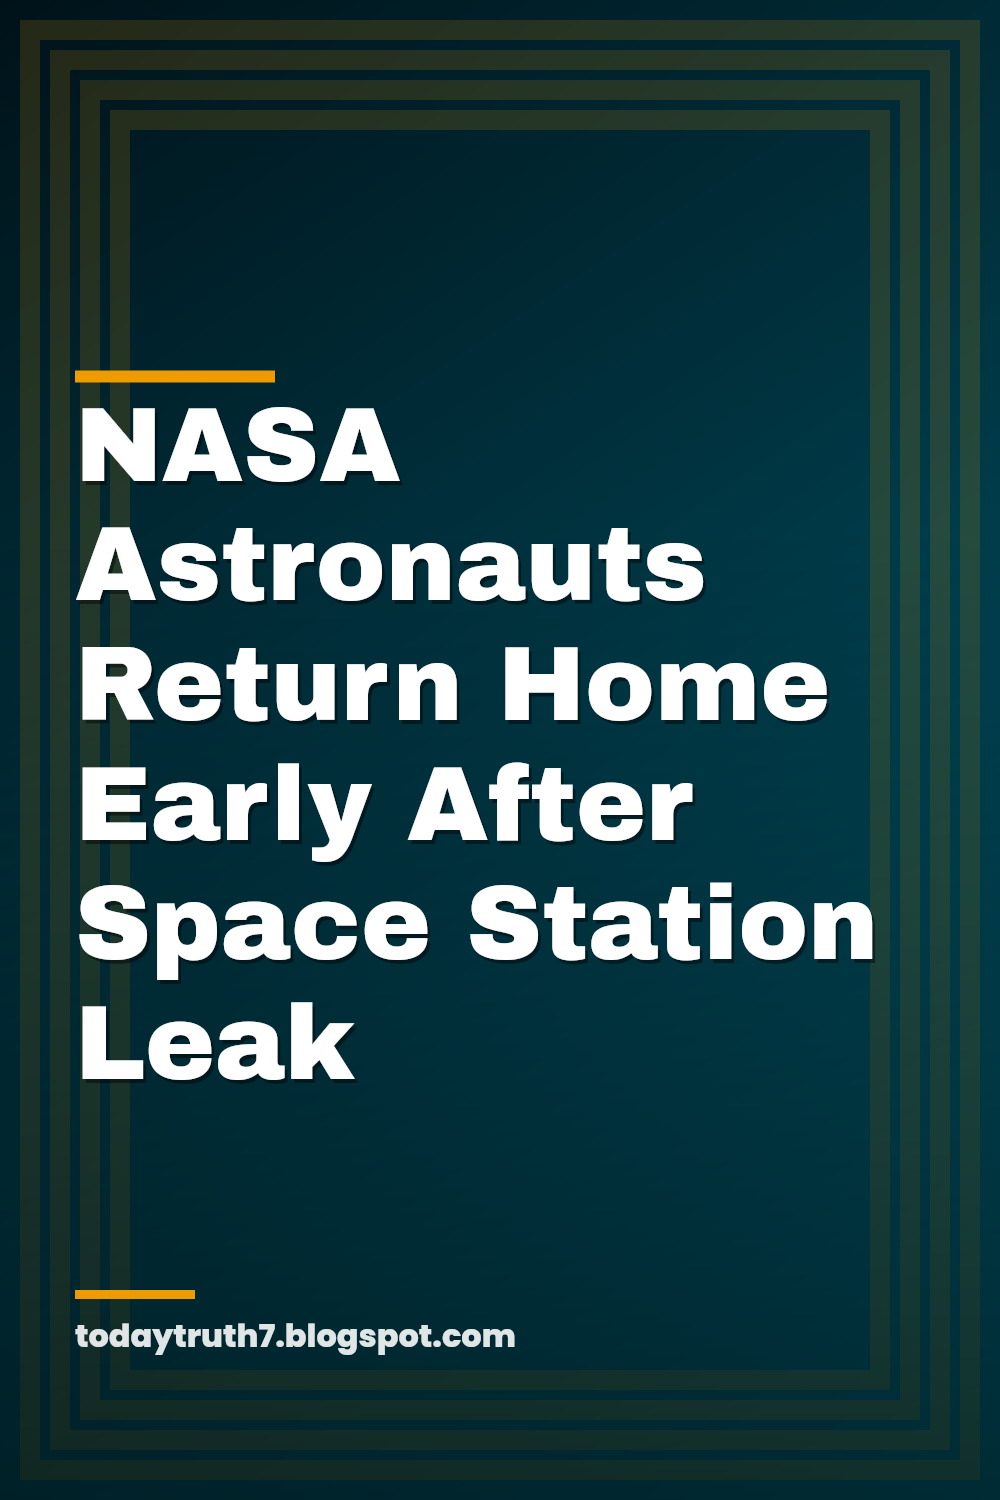 NASA
Astronauts
Return Home
Early After
Space Station
Leak
todaytruth7.blogspot.com